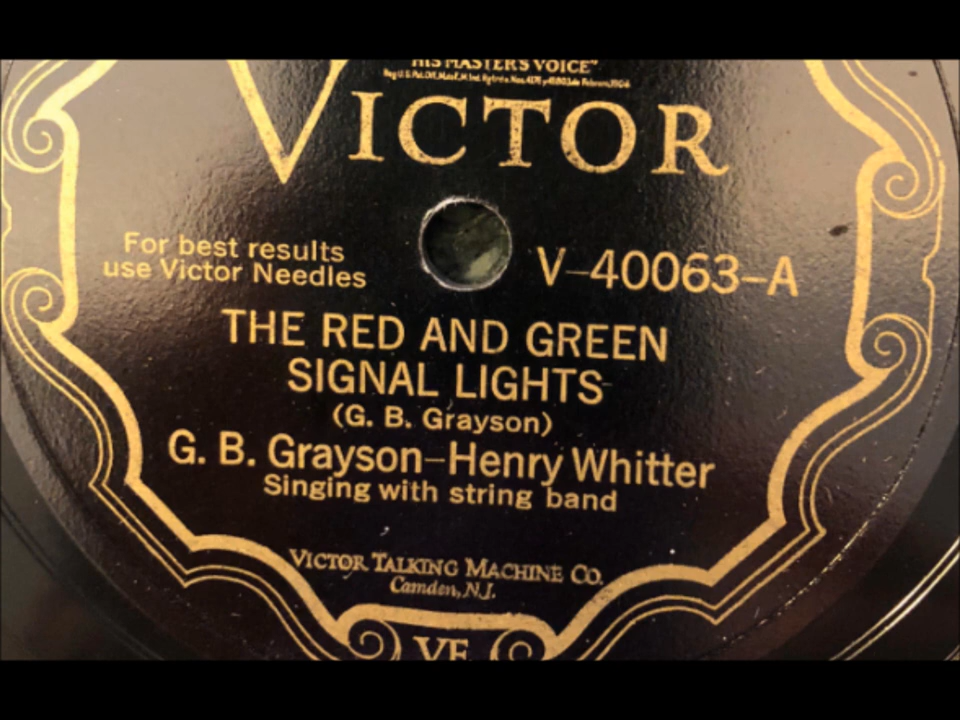 HIS MASTER'S VOICE"
VICTOR
For best results
use Victor Needles
V-40063-A
THE RED AND GREEN
SIGNAL LIGHTS
(G. B. Grayson)
G. B. Grayson-Henry Whitter
Singing with string band
VICTOR TALKING MACHINE CO.
Camden, N.J.
VE